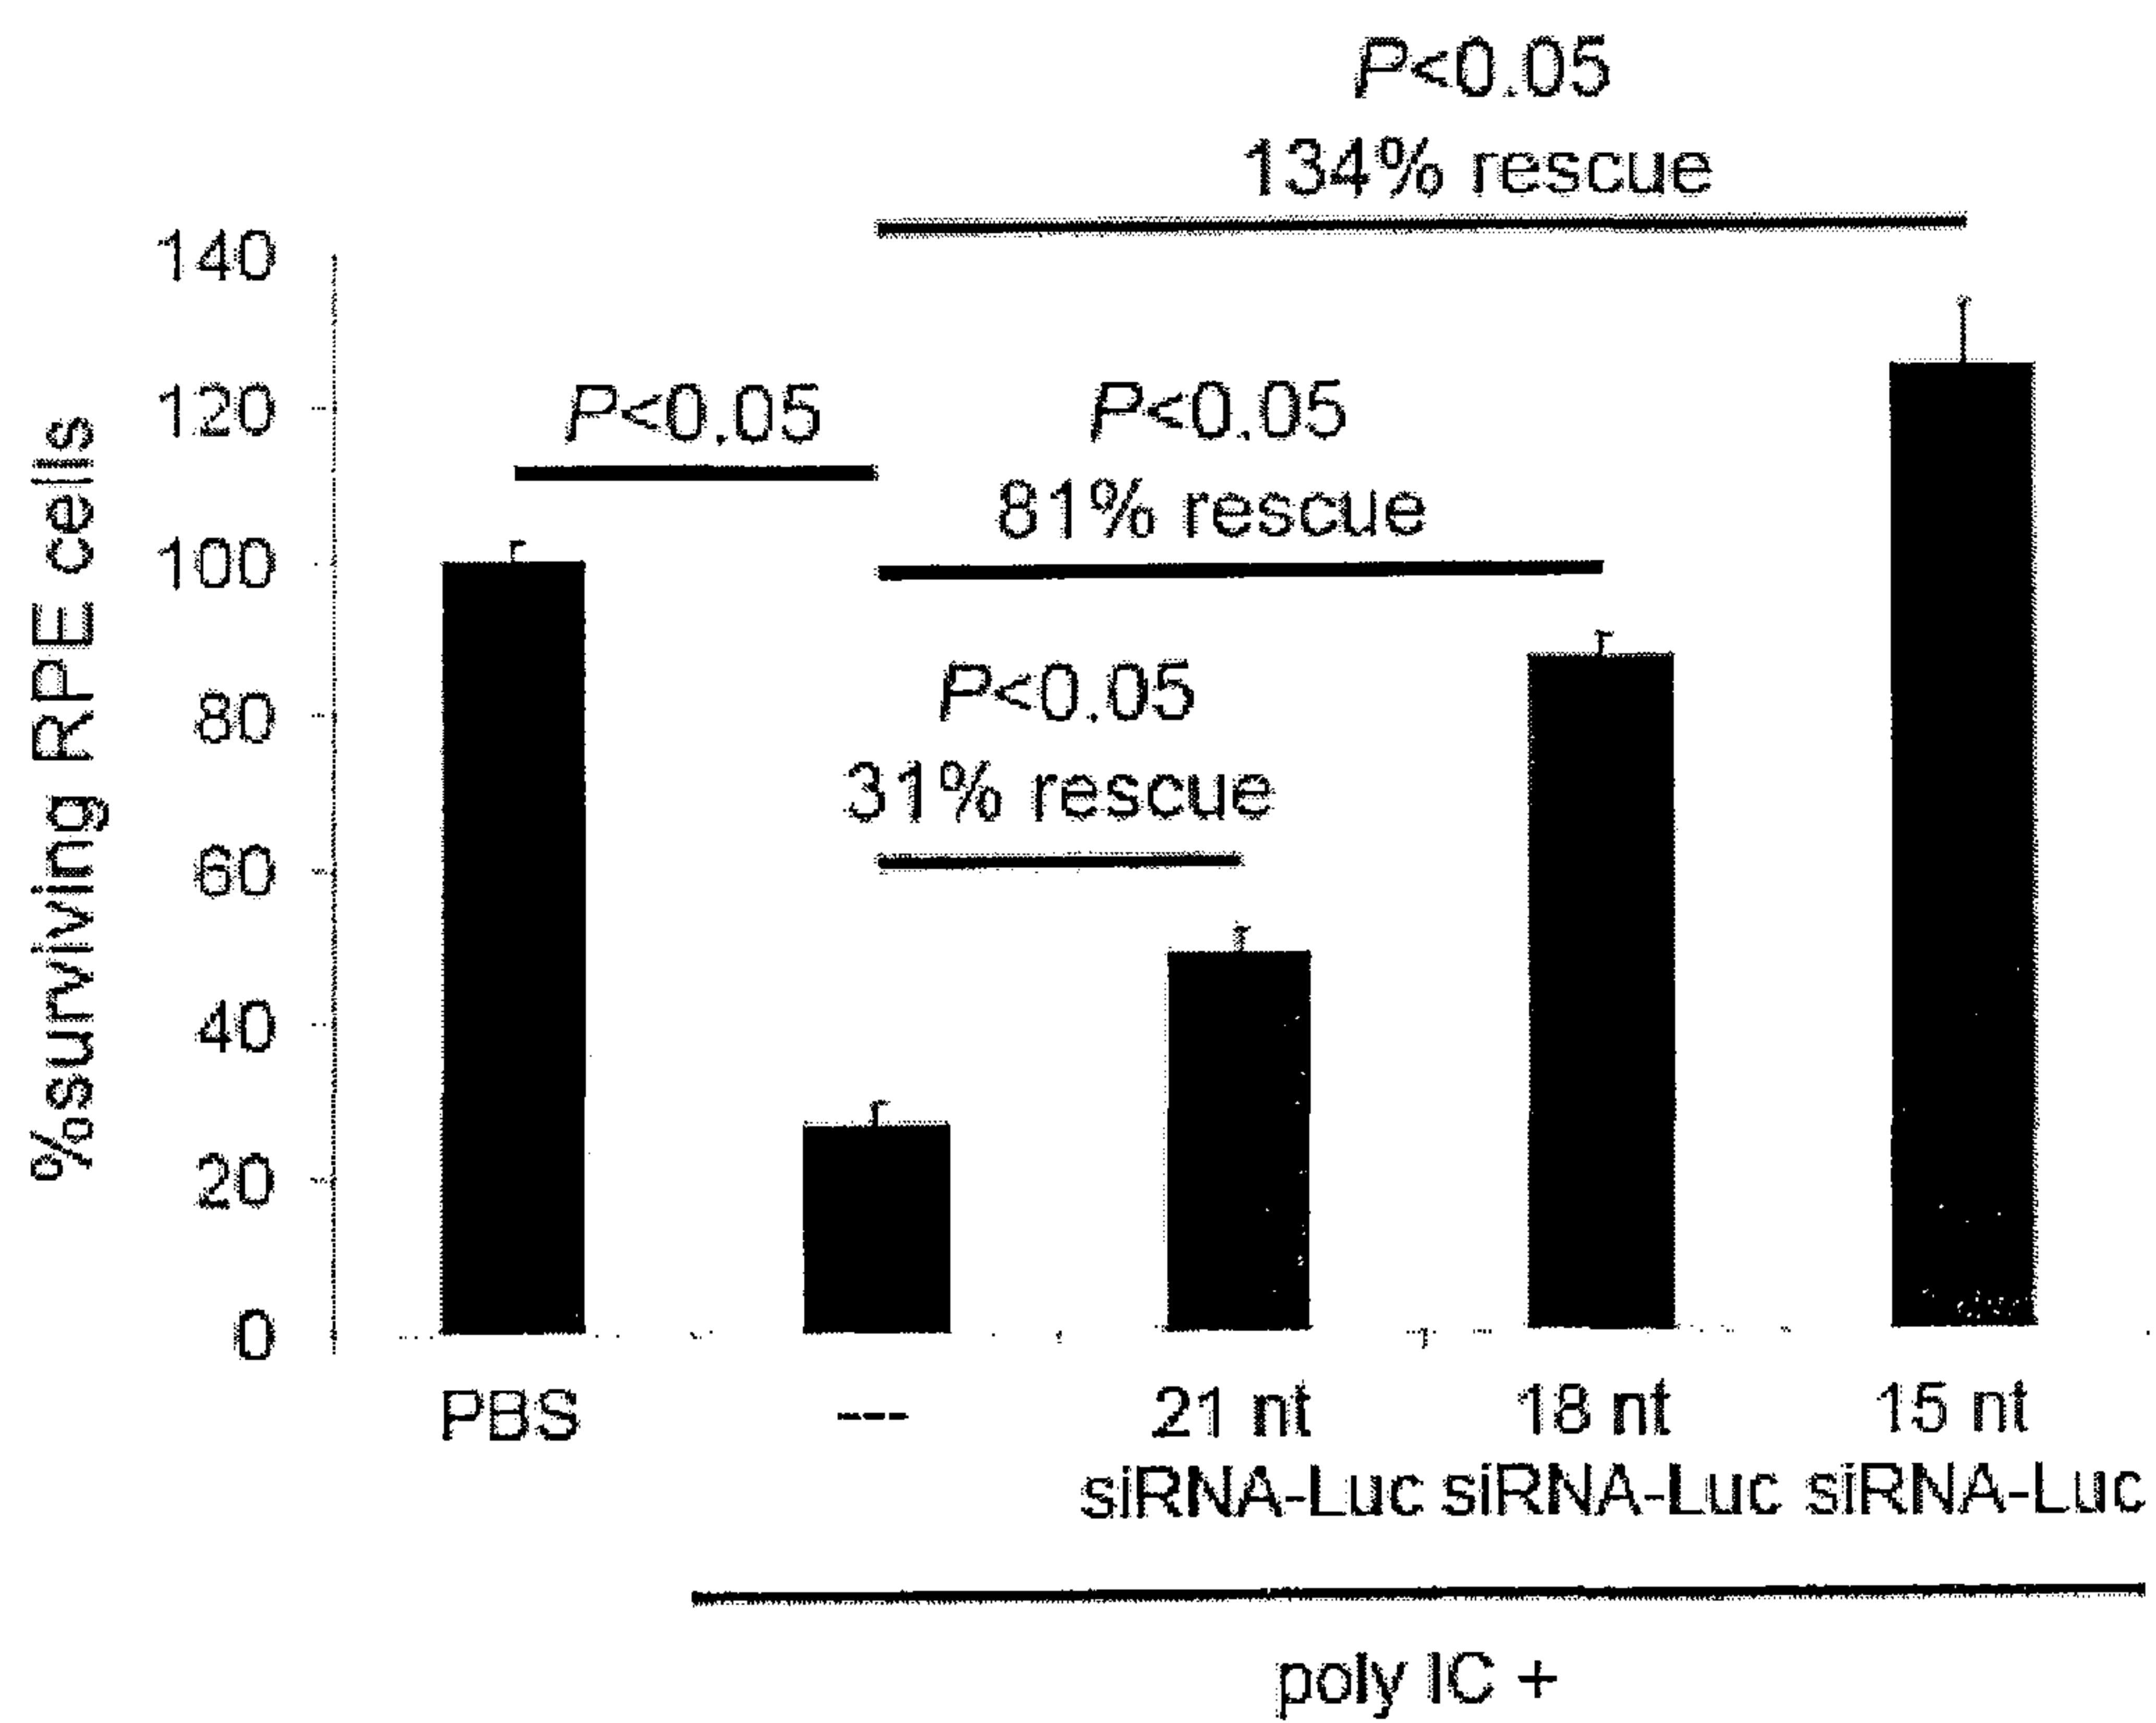 P<0.05
134% rescue
140
120
100
80
60
40
20
0
%surviving RPE cells
P<0.05
P<0.05
81% rescue
P<0.05
31% rescue
PBS
---
21 nt
siRNA-Luc
18 nt
siRNA-Luc
15 nt
siRNA-Luc
poly IC +